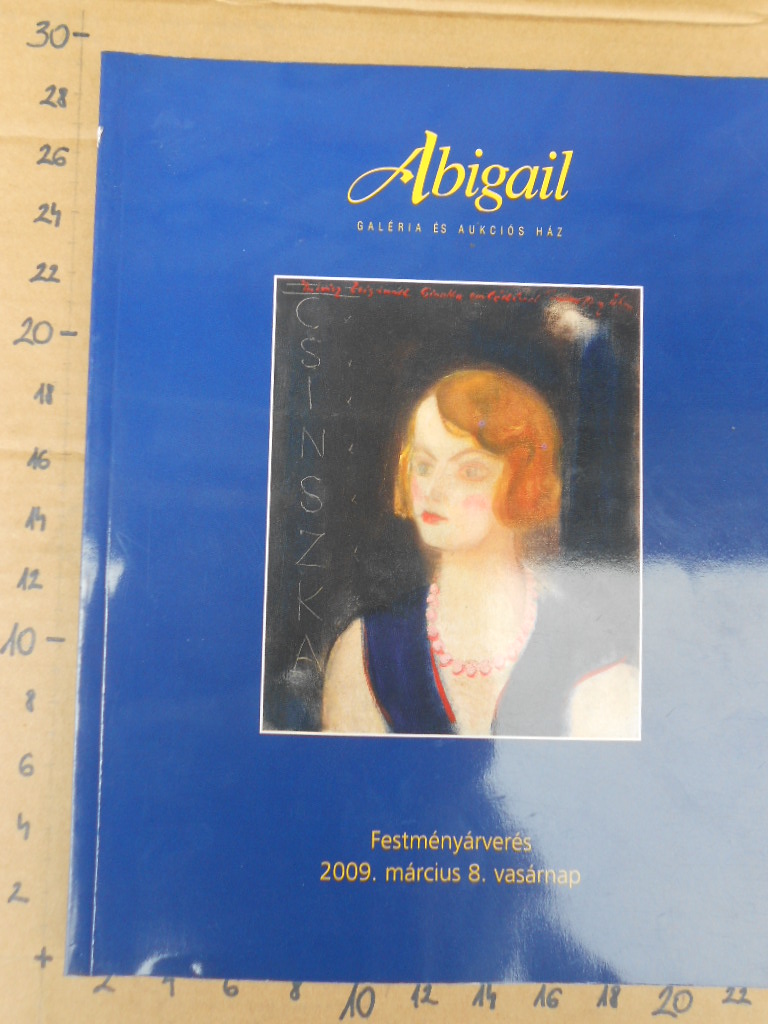 30
28
26
24
22
20
18
16
14
12
10
8
6
4
2
Abigail
GALÉRIA ÉS AUKCIÓS HÁZ
CSINSZKA
Festményárverés
2009. március 8. vasárnap
2 4 6 8 10 12 14 16 18 20 22